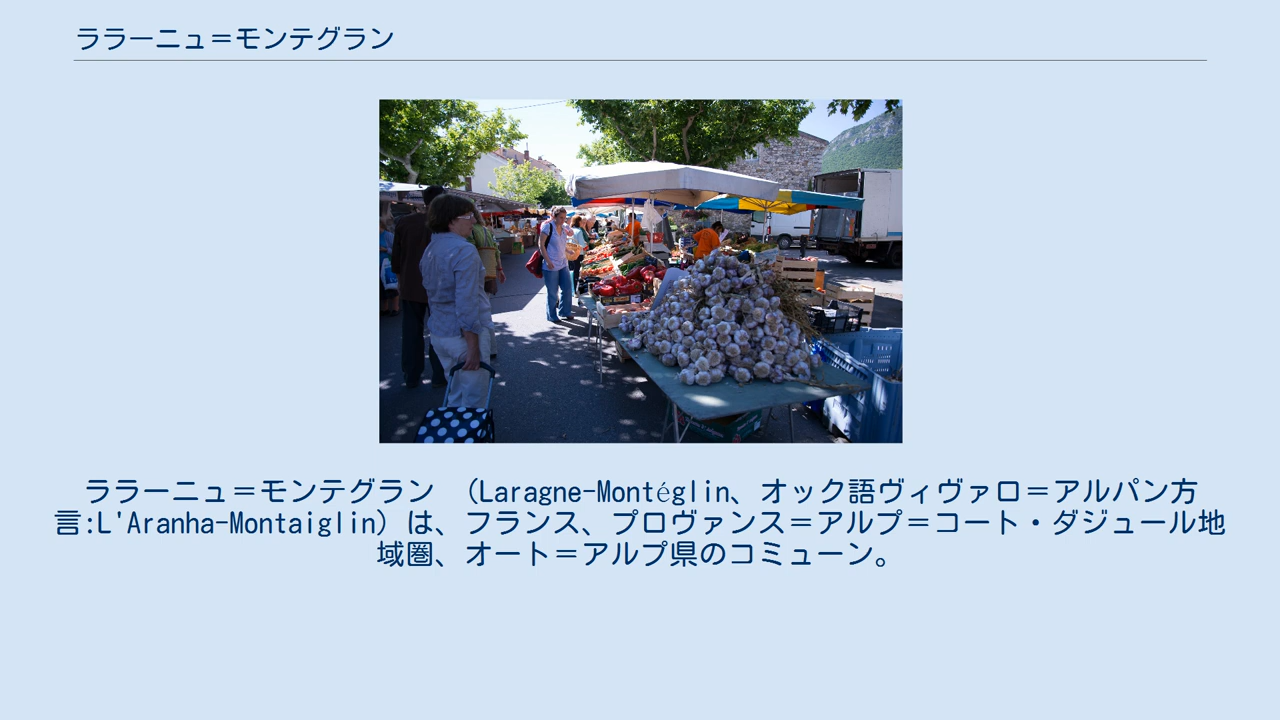 ララーニュ＝モンテグラン
ララーニュ＝モンテグラン　（Laragne-Montéglin、オック語ヴィヴァロ＝アルパン方
言:L'Aranha-Montaiglin）は、フランス、プロヴァンス＝アルプ＝コート・ダジュール地
域圏、オート＝アルプ県のコミューン。